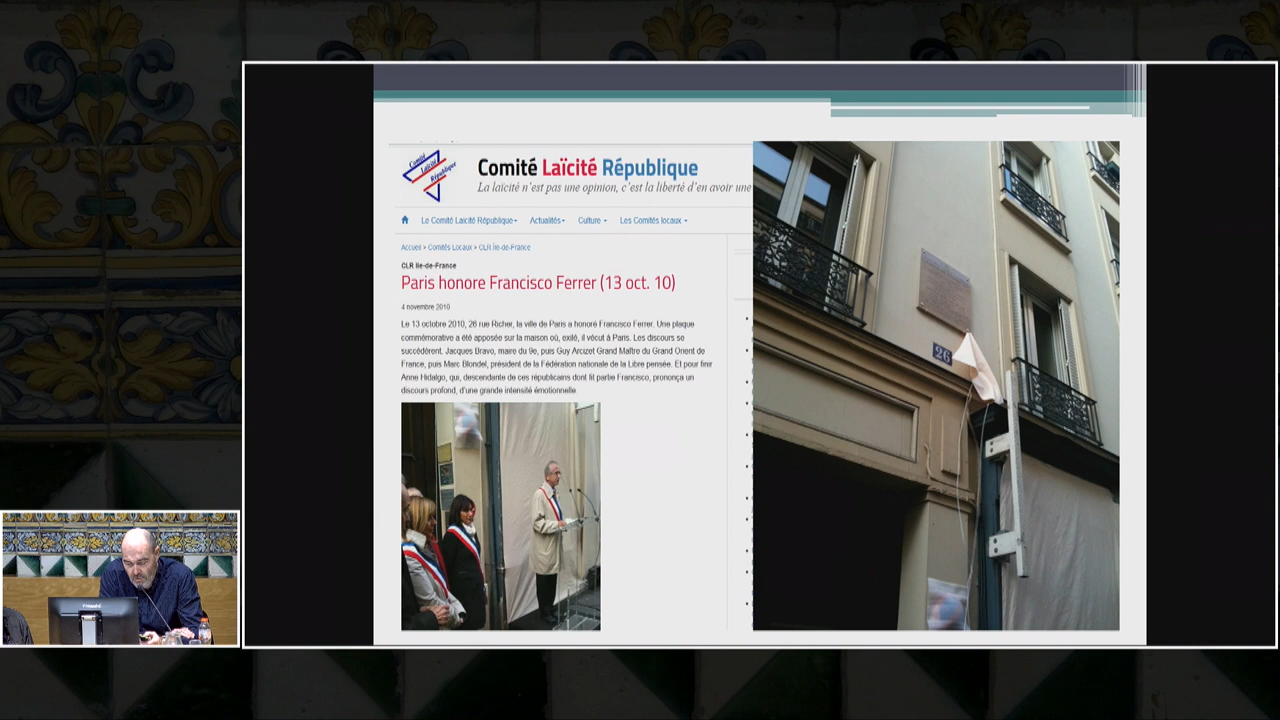 Comité Laïcité République
Comité Laïcité République
La laïcité n'est pas une opinion, c'est la liberté d'en avoir une
Le Comité Laïcité République
Actualités
Culture
Les Comités locaux
Accueil > Comités Locaux > CLR Ile-de-France
CLR Ile-de-France
Paris honore Francisco Ferrer (13 oct. 10)
4 novembre 2010
Le 13 octobre 2010, 26 rue Richer, la ville de Paris a honoré Francisco Ferrer. Une plaque
commémorative a été apposée sur la maison où, exilé, il vécut à Paris. Les discours se
succédèrent. Jacques Bravo, maire du 9e, puis Guy Arcizet Grand Maître du Grand Orient de
France, puis Marc Blondel, président de la Fédération nationale de la Libre pensée. Et pour finir
Anne Hidalgo, qui, descendante de ces républicains dont fit partie Francisco, prononça un
discours profond, d'une grande intensité émotionnelle.
26